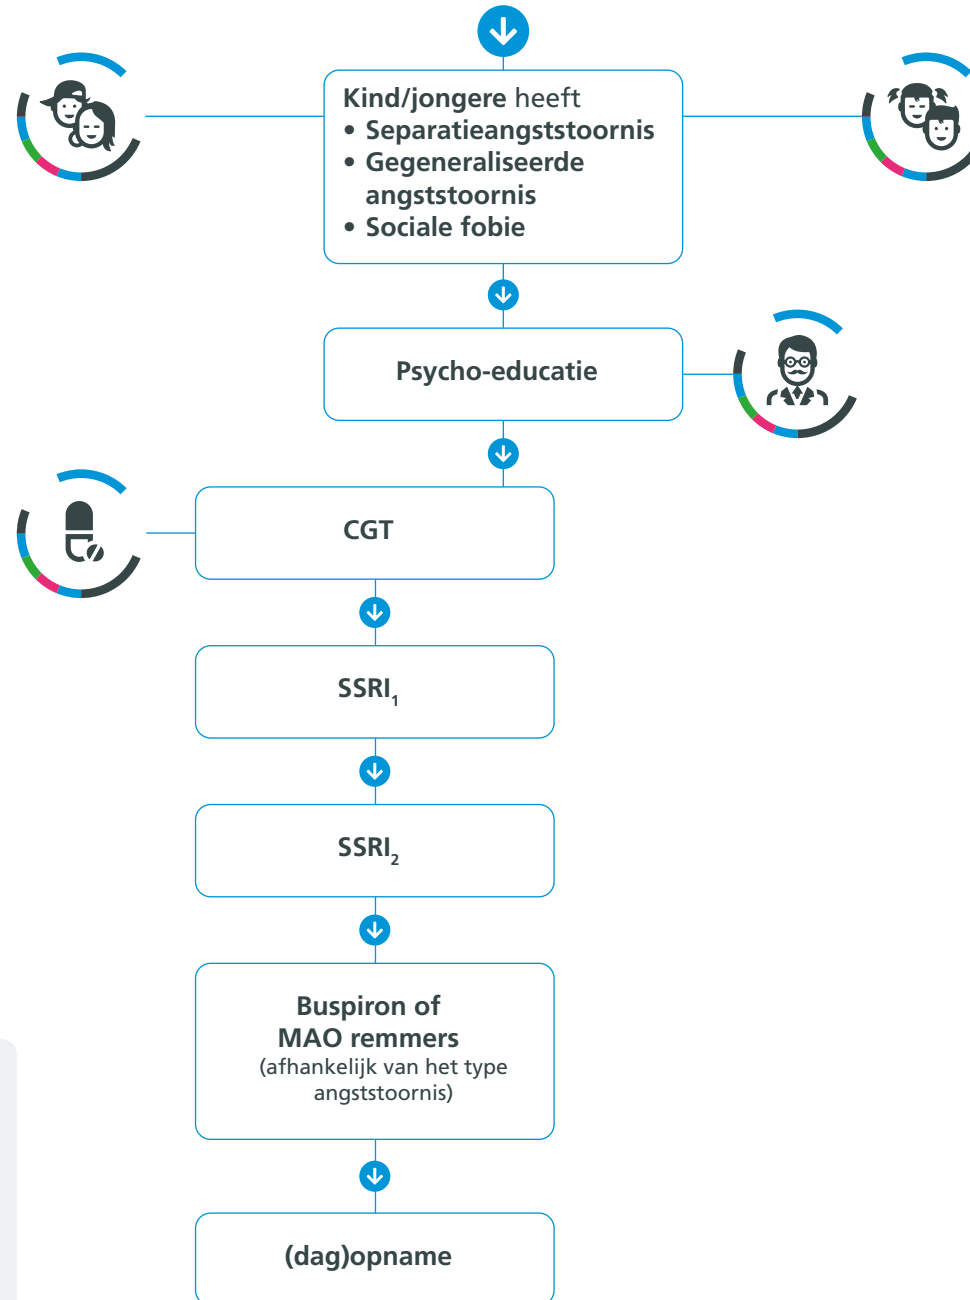 Kind/jongere heeft
• Separatieangststoornis
• Gegeneraliseerde
angststoornis
• Sociale fobie
Psycho-educatie
CGT
SSRI₁
SSRI₂
Buspiron of
MAO remmers
(afhankelijk van het type
angststoornis)
(dag)opname